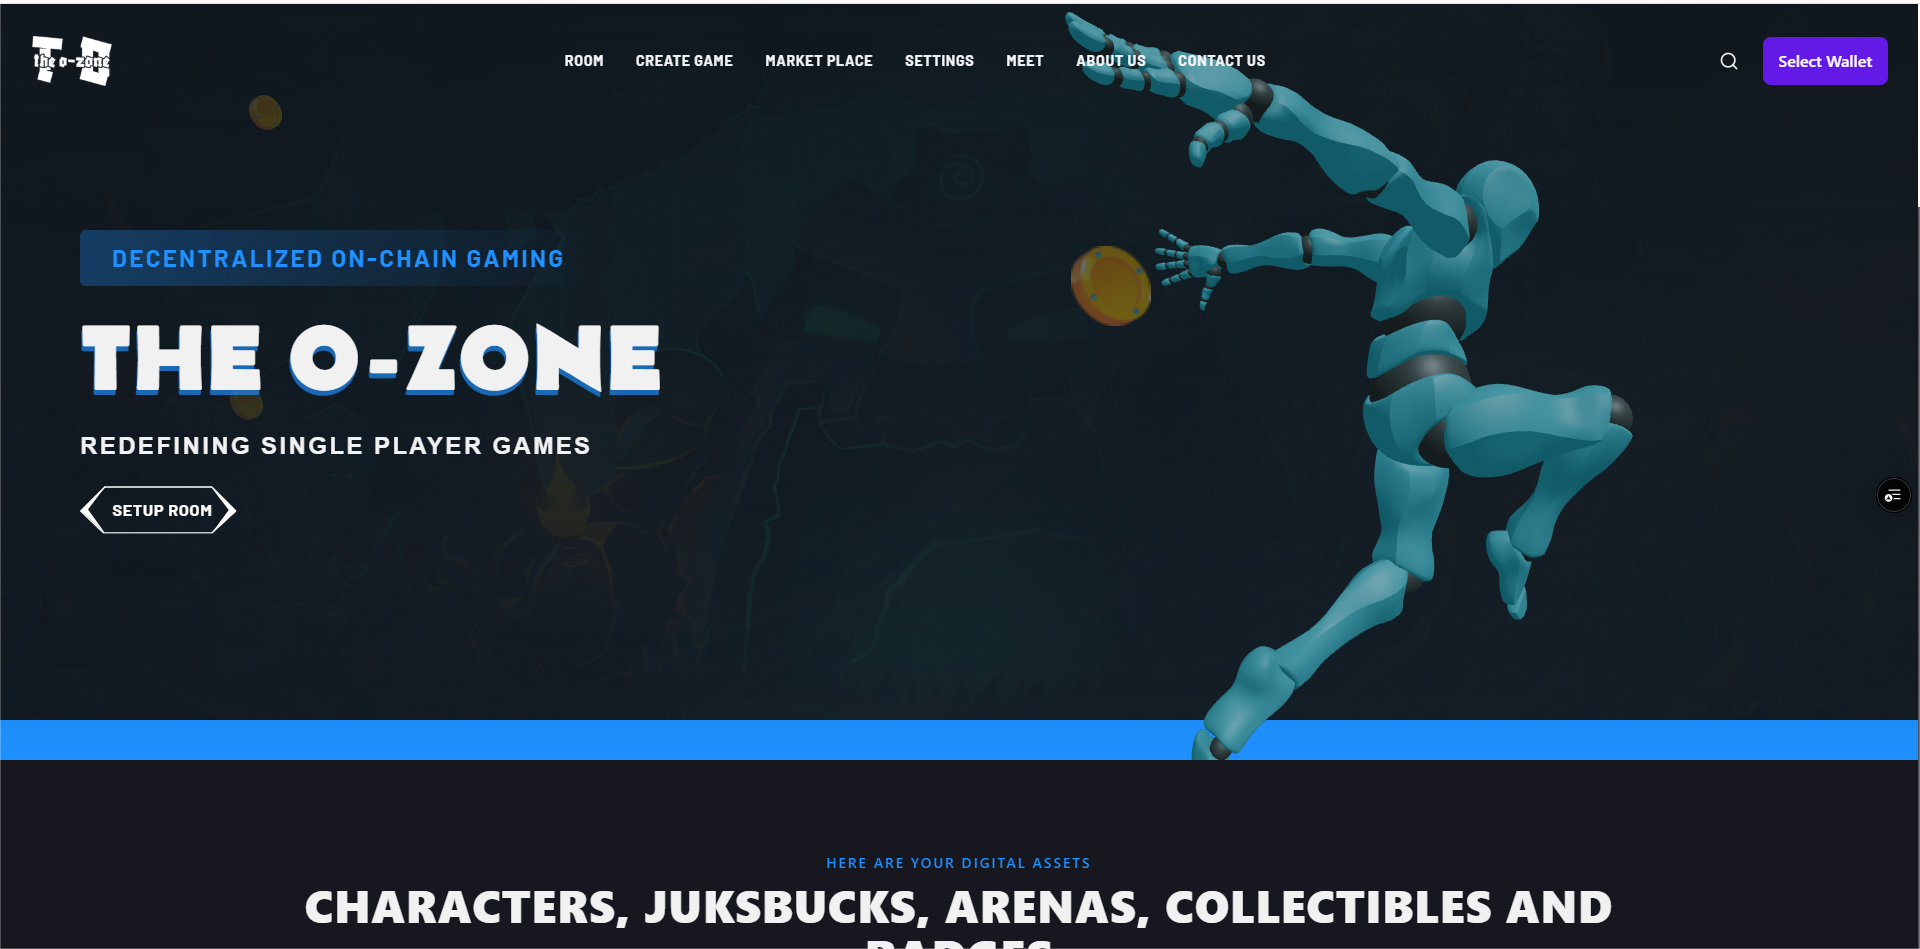 T-O
the o-zone
ROOM CREATE GAME MARKET PLACE SETTINGS MEET ABOUT US CONTACT US
Select Wallet
DECENTRALIZED ON-CHAIN GAMING
THE O-ZONE
REDEFINING SINGLE PLAYER GAMES
SETUP ROOM
HERE ARE YOUR DIGITAL ASSETS
CHARACTERS, JUKSBUCKS, ARENAS, COLLECTIBLES AND
BADGES